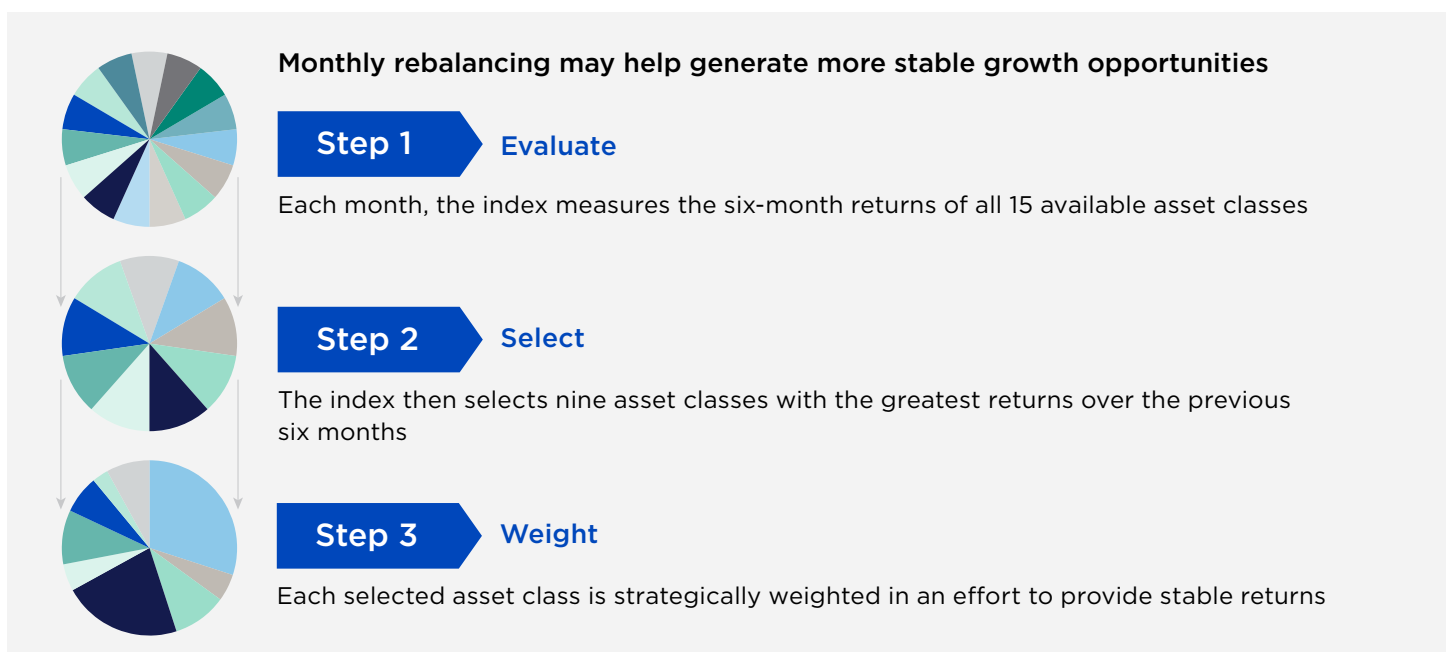 Monthly rebalancing may help generate more stable growth opportunities
Step 1
Evaluate
Each month, the index measures the six-month returns of all 15 available asset classes
Step 2
Select
The index then selects nine asset classes with the greatest returns over the previous
six months
Step 3
Weight
Each selected asset class is strategically weighted in an effort to provide stable returns